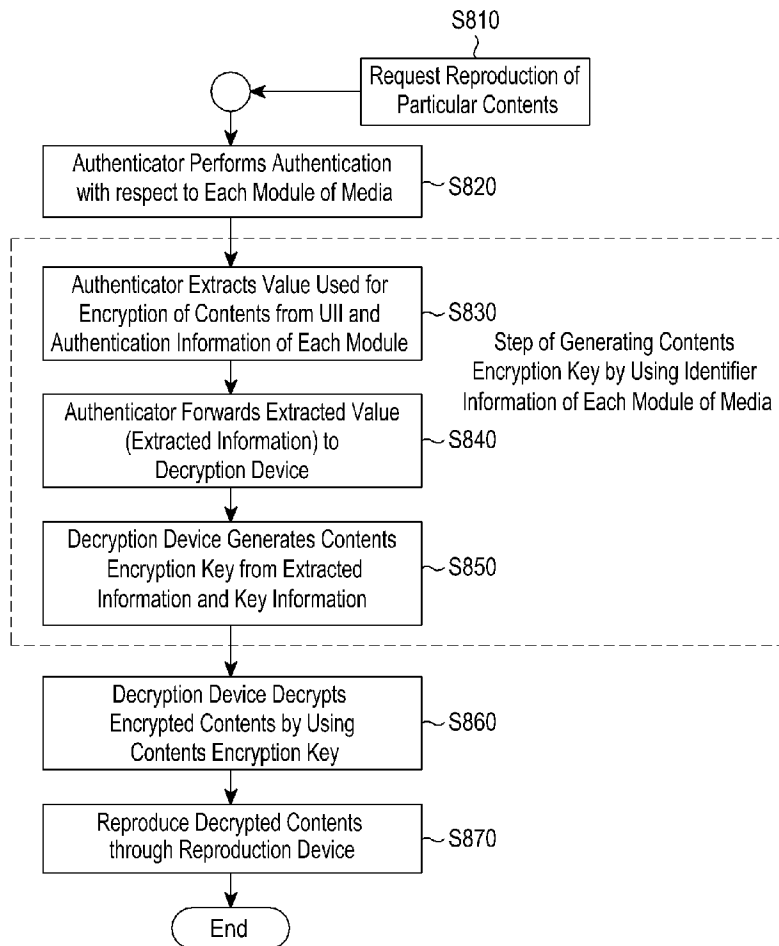 S810
Request Reproduction of
Particular Contents
Authenticator Performs Authentication
with respect to Each Module of Media
S820
Authenticator Extracts Value Used for
Encryption of Contents from UII and
Authentication Information of Each Module
S830
Step of Generating Contents
Encryption Key by Using Identifier
Information of Each Module of Media
Authenticator Forwards Extracted Value
(Extracted Information) to
Decryption Device
S840
Decryption Device Generates Contents
Encryption Key from Extracted
Information and Key Information
S850
Decryption Device Decrypts
Encrypted Contents by Using
Contents Encryption Key
S860
Reproduce Decrypted Contents
through Reproduction Device
S870
End